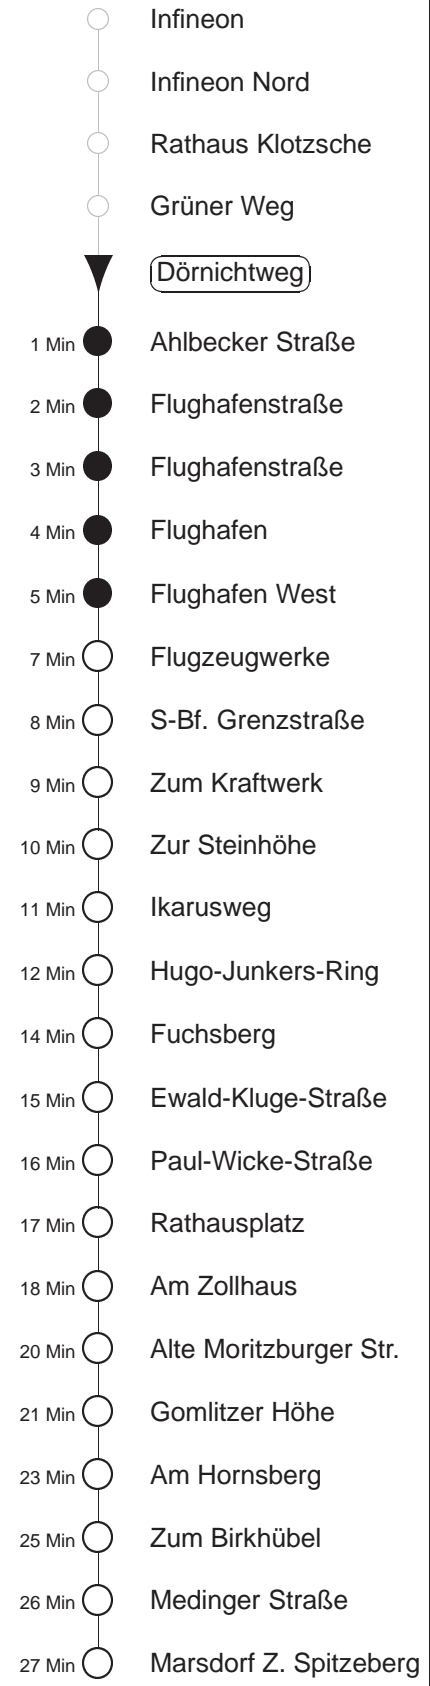 Infineon
Infineon Nord
Rathaus Klotzsche
Grüner Weg
Dörnichtweg
1 Min Ahlbecker Straße
2 Min Flughafenstraße
3 Min Flughafenstraße
4 Min Flughafen
5 Min Flughafen West
7 Min Flugzeugwerke
8 Min S-Bf. Grenzstraße
9 Min Zum Kraftwerk
10 Min Zur Steinhöhe
11 Min Ikarusweg
12 Min Hugo-Junkers-Ring
14 Min Fuchsberg
15 Min Ewald-Kluge-Straße
16 Min Paul-Wicke-Straße
17 Min Rathausplatz
18 Min Am Zollhaus
20 Min Alte Moritzburger Str.
21 Min Gomlitzer Höhe
23 Min Am Hornsberg
25 Min Zum Birkhübel
26 Min Medinger Straße
27 Min Marsdorf Z. Spitzeberg